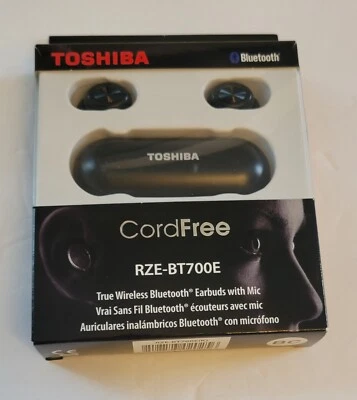 TOSHIBA
Bluetooth®
TOSHIBA
CordFree
RZE-BT700E
True Wireless Bluetooth® Earbuds with Mic
Vrai Sans Fil Bluetooth® écouteurs avec mic
Auriculares inalámbricos Bluetooth® con micrófono